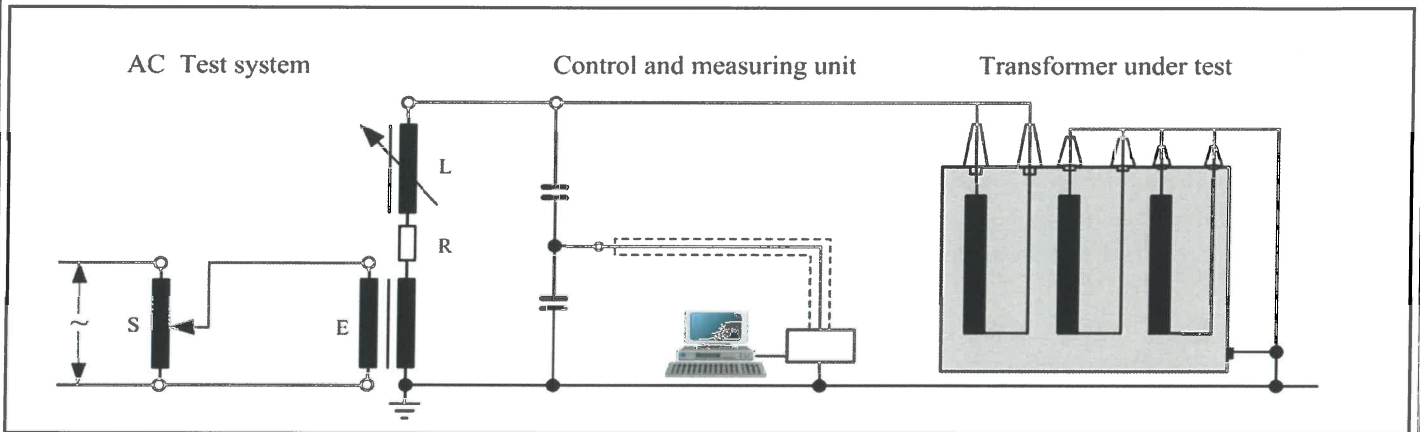 AC Test system
Control and measuring unit
Transformer under test
L
R
S
E
~